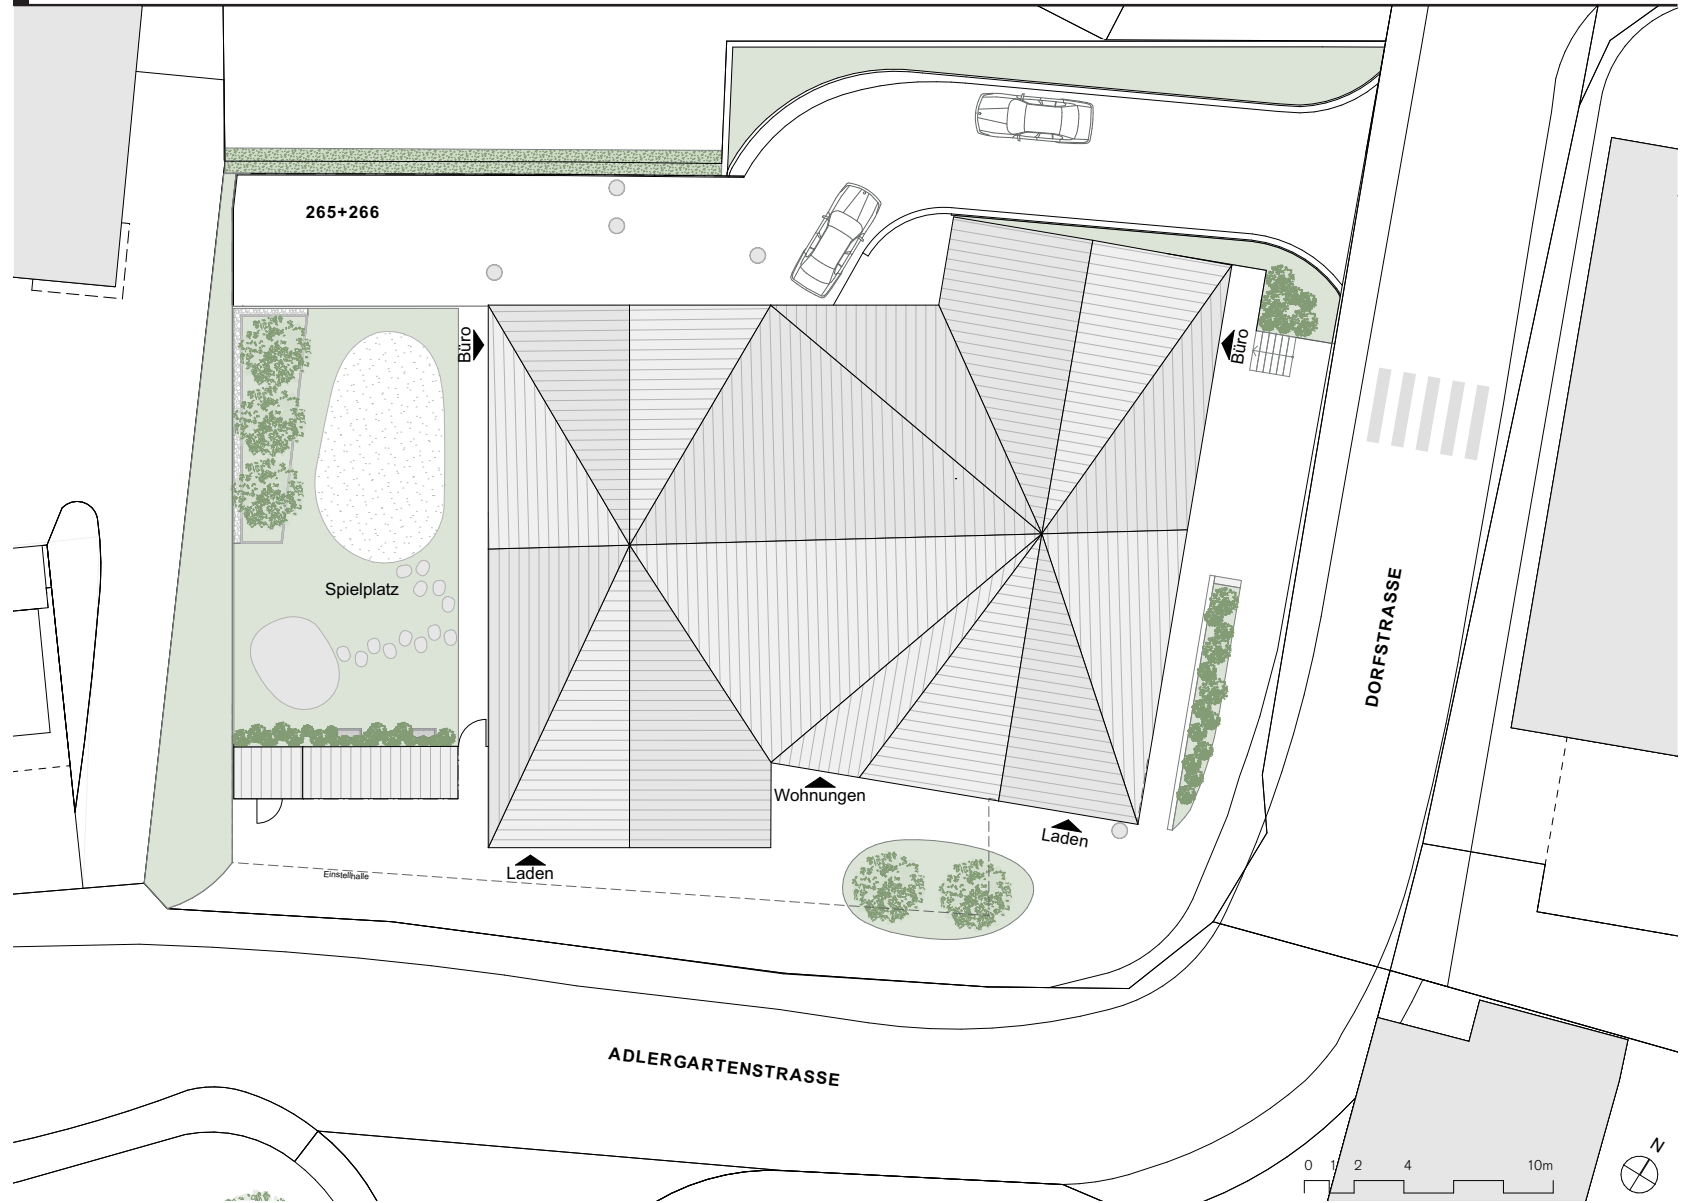 265+266
Büro
Büro
Spielplatz
DORFSTRASSE
Wohnungen
Laden
Laden
Einstellhalle
ADLERGARTENSTRASSE
N
0 1 2 4 10m